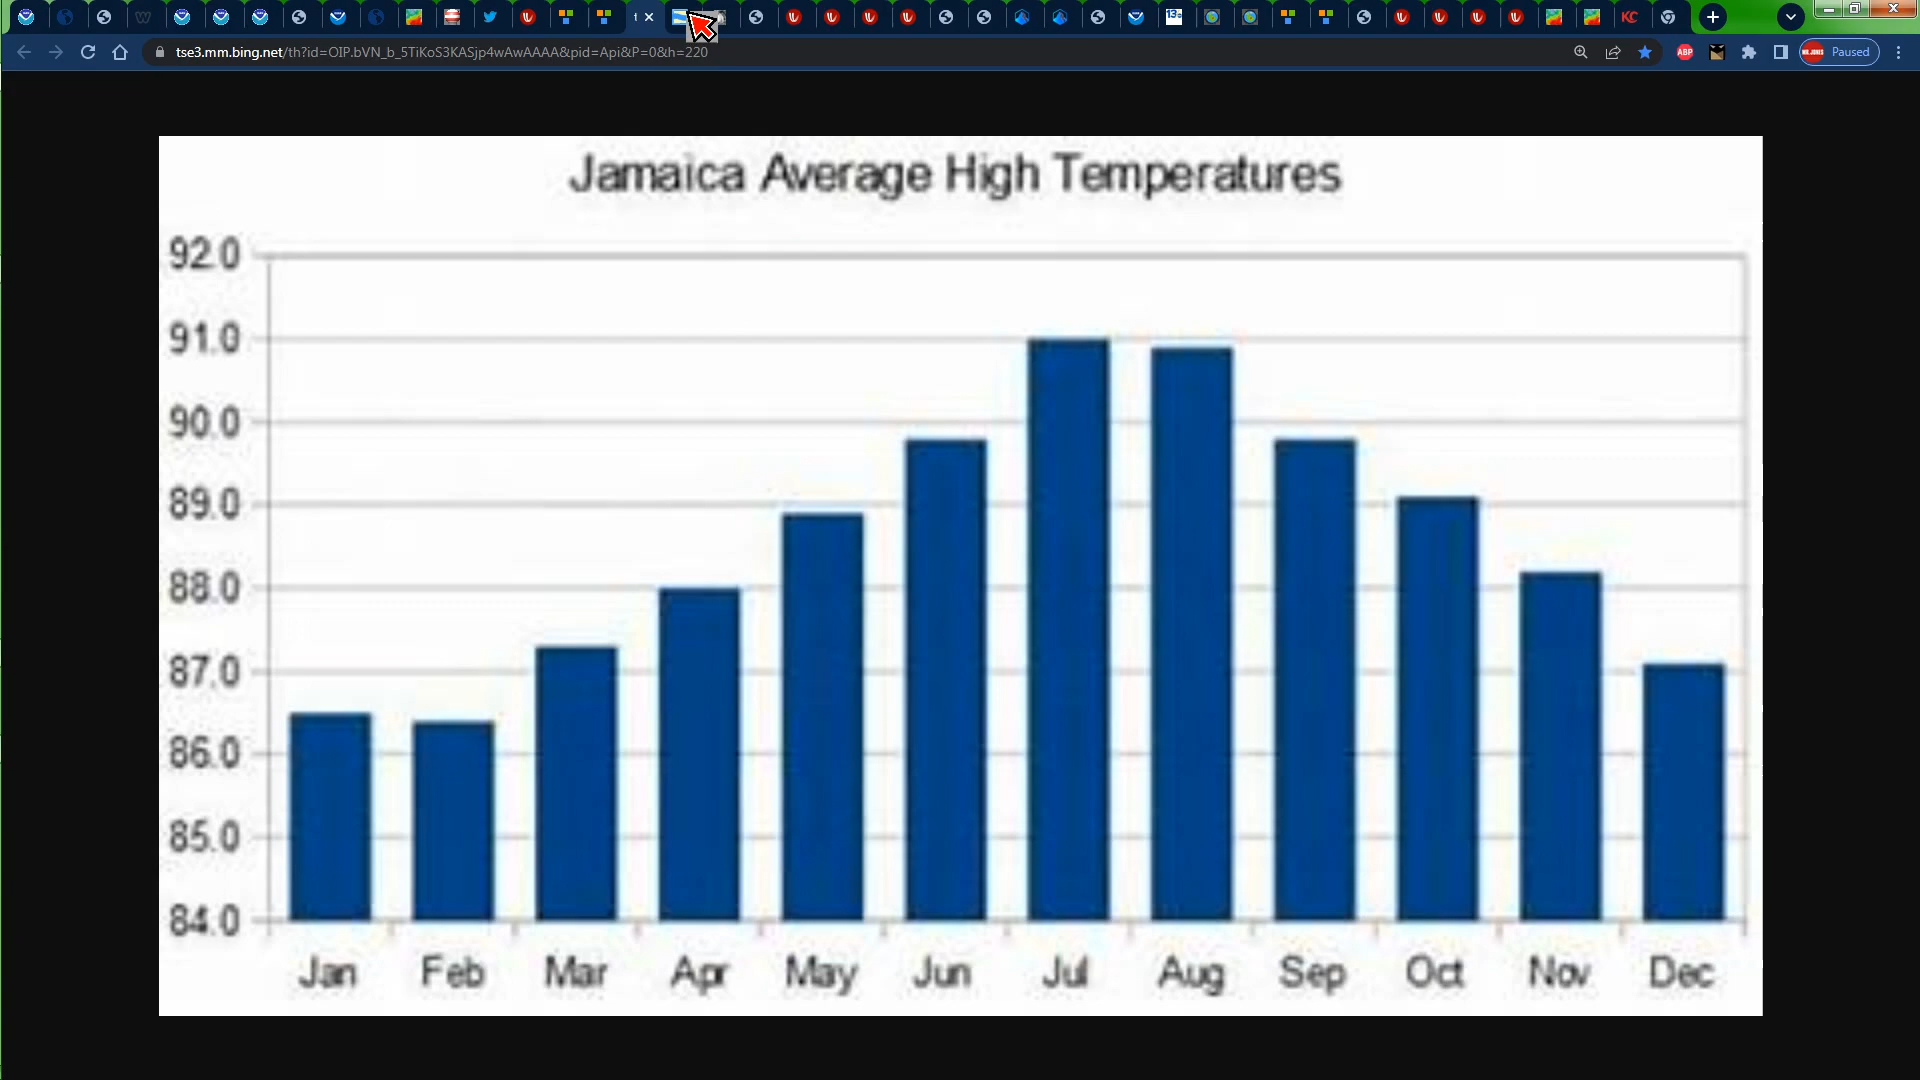 tse3.mm.bing.net/th?id=OIP.bVN_b_5TiKoS3KASjp4wAwAAAA&pid=Api&P=0&h=220
ABP
Paused
KC
Jamaica Average High Temperatures
92.0
91.0
90.0
89.0
88.0
87.0
86.0
85.0
84.0
Jan Feb Mar Apr May Jun Jul Aug Sep Oct Nov Dec